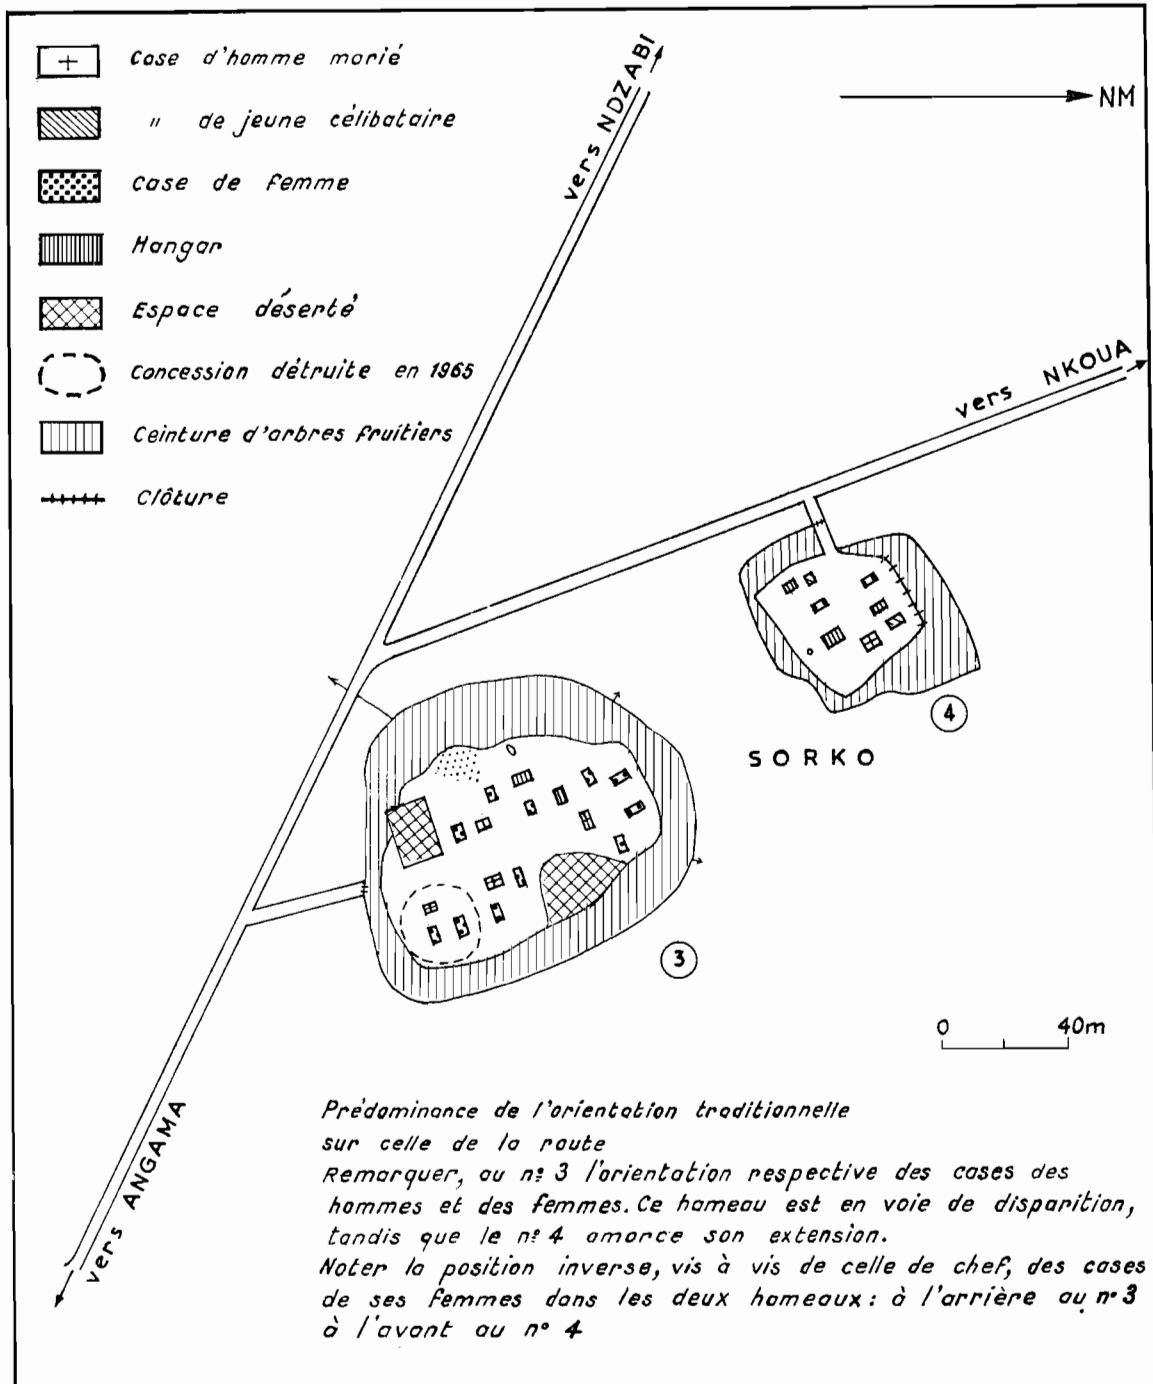 Case d'homme marié
" de jeune célibataire
Case de femme
Hangar
Espace déserté
Concession détruite en 1965
Ceinture d'arbres fruitiers
Clôture
vers NDZABI
NM
vers NKOUA
4
SORKO
3
0 40m
vers ANGAMA
Prédominance de l'orientation traditionnelle
sur celle de la route
Remarquer, au nº 3 l'orientation respective des cases des
hommes et des femmes. Ce hameau est en voie de disparition,
tandis que le nº 4 amorce son extension.
Noter la position inverse, vis à vis de celle de chef, des cases
de ses femmes dans les deux hameaux : à l'arrière au nº 3
à l'avant au nº 4